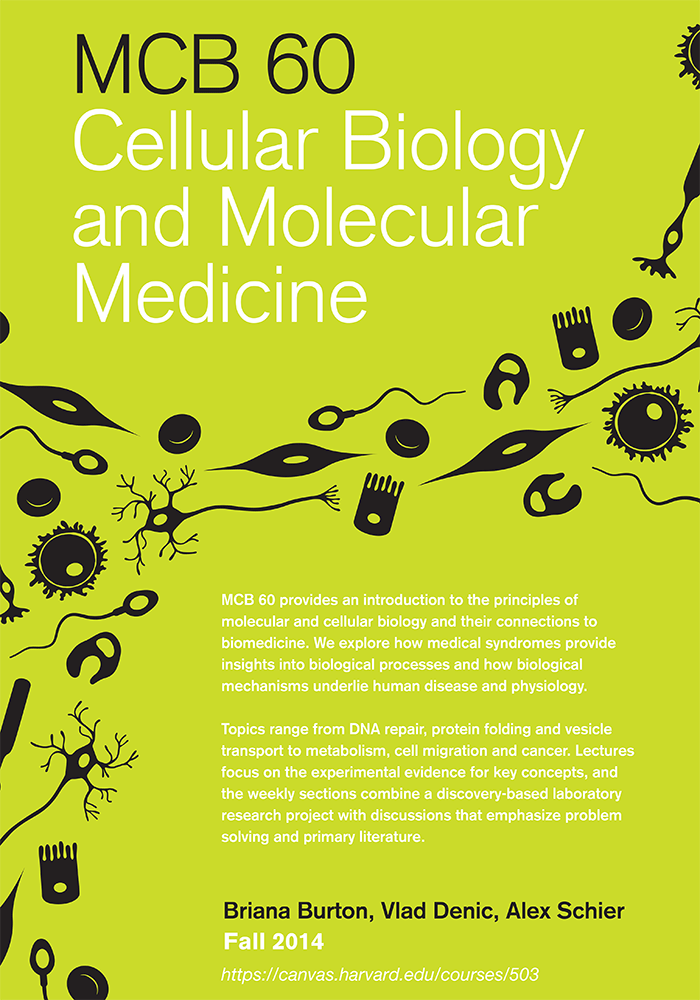 MCB 60
Cellular Biology
and Molecular
Medicine
MCB 60 provides an introduction to the principles of
molecular and cellular biology and their connections to
biomedicine. We explore how medical syndromes provide
insights into biological processes and how biological
mechanisms underlie human disease and physiology.
Topics range from DNA repair, protein folding and vesicle
transport to metabolism, cell migration and cancer. Lectures
focus on the experimental evidence for key concepts, and
the weekly sections combine a discovery-based laboratory
research project with discussions that emphasize problem
solving and primary literature.
Briana Burton, Vlad Denic, Alex Schier
Fall 2014
https://canvas.harvard.edu/courses/503